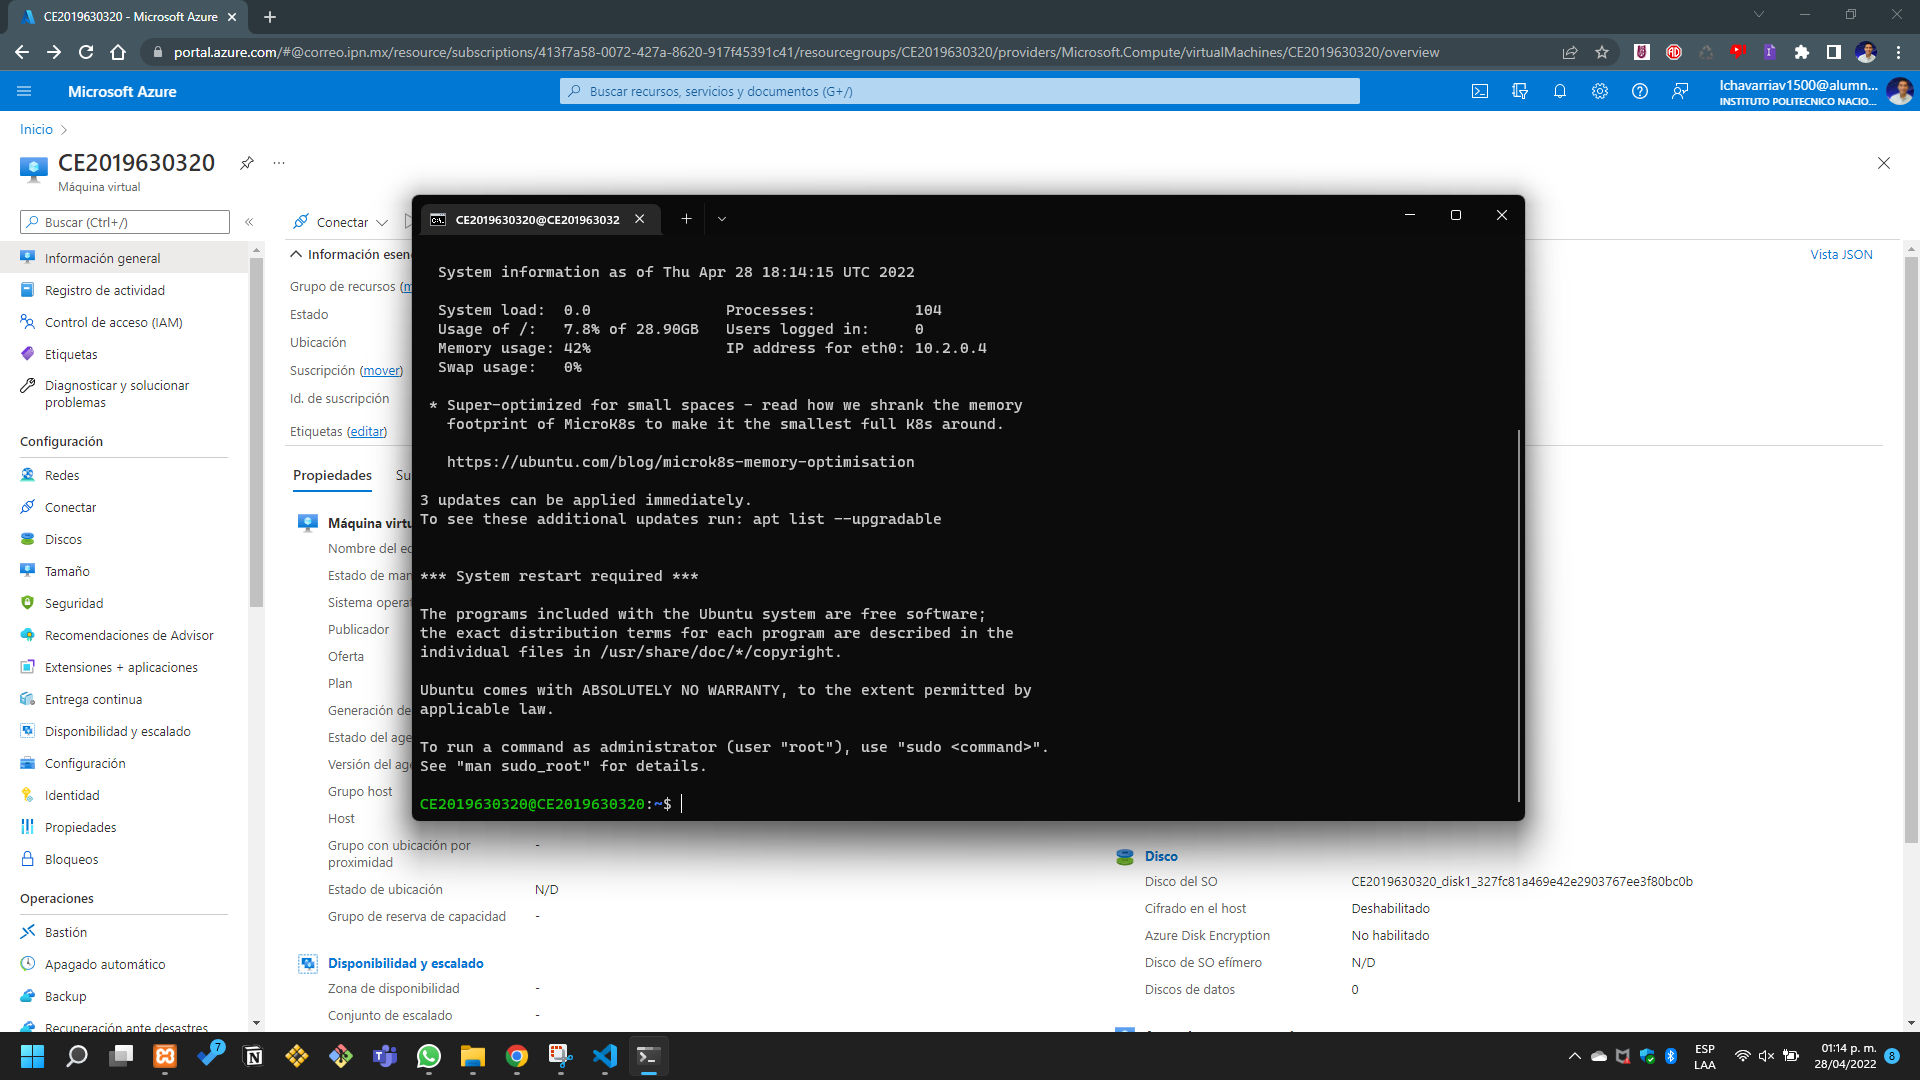 CE2019630320 - Microsoft Azure
portal.azure.com/#@correo.ipn.mx/resource/subscriptions/413f7a58-0072-427a-8620-917f45391c41/resourcegroups/CE2019630320/providers/Microsoft.Compute/virtualMachines/CE2019630320/overview
Microsoft Azure
Buscar recursos, servicios y documentos (G+/)
lchavarriav1500@alumn...
INSTITUTO POLITECNICO NACIO...
Inicio
CE2019630320
Máquina virtual
Buscar (Ctrl+/)
Información general
Registro de actividad
Control de acceso (IAM)
Etiquetas
Diagnosticar y solucionar
problemas
Configuración
Redes
Conectar
Discos
Tamaño
Seguridad
Recomendaciones de Advisor
Extensiones + aplicaciones
Entrega continua
Disponibilidad y escalado
Configuración
Identidad
Propiedades
Bloqueos
Operaciones
Bastión
Apagado automático
Backup
Recuperación ante desastres
Conectar
Información esen
Vista JSON
Grupo de recursos (m
Estado
Ubicación
Suscripción (mover)
Id. de suscripción
Etiquetas (editar)
Propiedades Su
Máquina virtu
Nombre del ec
Estado de man
Sistema operat
Publicador
Oferta
Plan
Generación de
Estado del age
Versión del age
Grupo host
Host
Grupo con ubicación por
proximidad -
Estado de ubicación N/D
Grupo de reserva de capacidad -
Disponibilidad y escalado
Zona de disponibilidad -
Conjunto de escalado -
CE2019630320@CE201963032
System information as of Thu Apr 28 18:14:15 UTC 2022
System load: 0.0 Processes: 104
Usage of /: 7.8% of 28.90GB Users logged in: 0
Memory usage: 42% IP address for eth0: 10.2.0.4
Swap usage: 0%
* Super-optimized for small spaces - read how we shrank the memory
footprint of MicroK8s to make it the smallest full K8s around.
https://ubuntu.com/blog/microk8s-memory-optimisation
3 updates can be applied immediately.
To see these additional updates run: apt list --upgradable
*** System restart required ***
The programs included with the Ubuntu system are free software;
the exact distribution terms for each program are described in the
individual files in /usr/share/doc/*/copyright.
Ubuntu comes with ABSOLUTELY NO WARRANTY, to the extent permitted by
applicable law.
To run a command as administrator (user "root"), use "sudo <command>".
See "man sudo_root" for details.
CE2019630320@CE2019630320:~$
Disco
Disco del SO CE2019630320_disk1_327fc81a469e42e2903767ee3f80bc0b
Cifrado en el host Deshabilitado
Azure Disk Encryption No habilitado
Disco de SO efímero N/D
Discos de datos 0
7
ESP
LAA
01:14 p. m.
28/04/2022
8